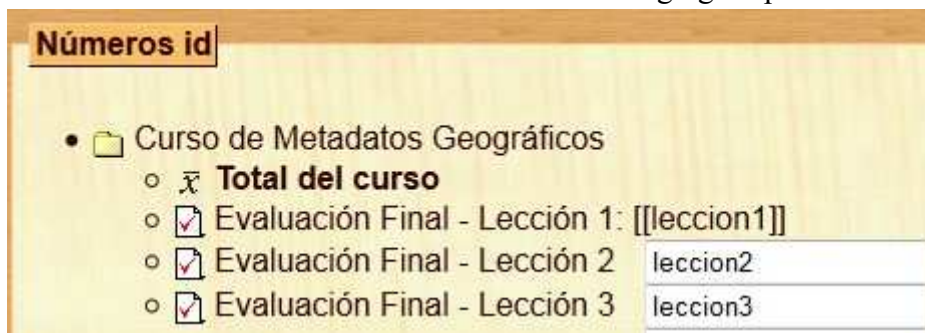 Números id
Curso de Metadatos Geográficos
x̄ Total del curso
Evaluación Final - Lección 1: [[leccion1]]
Evaluación Final - Lección 2 leccion2
Evaluación Final - Lección 3 leccion3